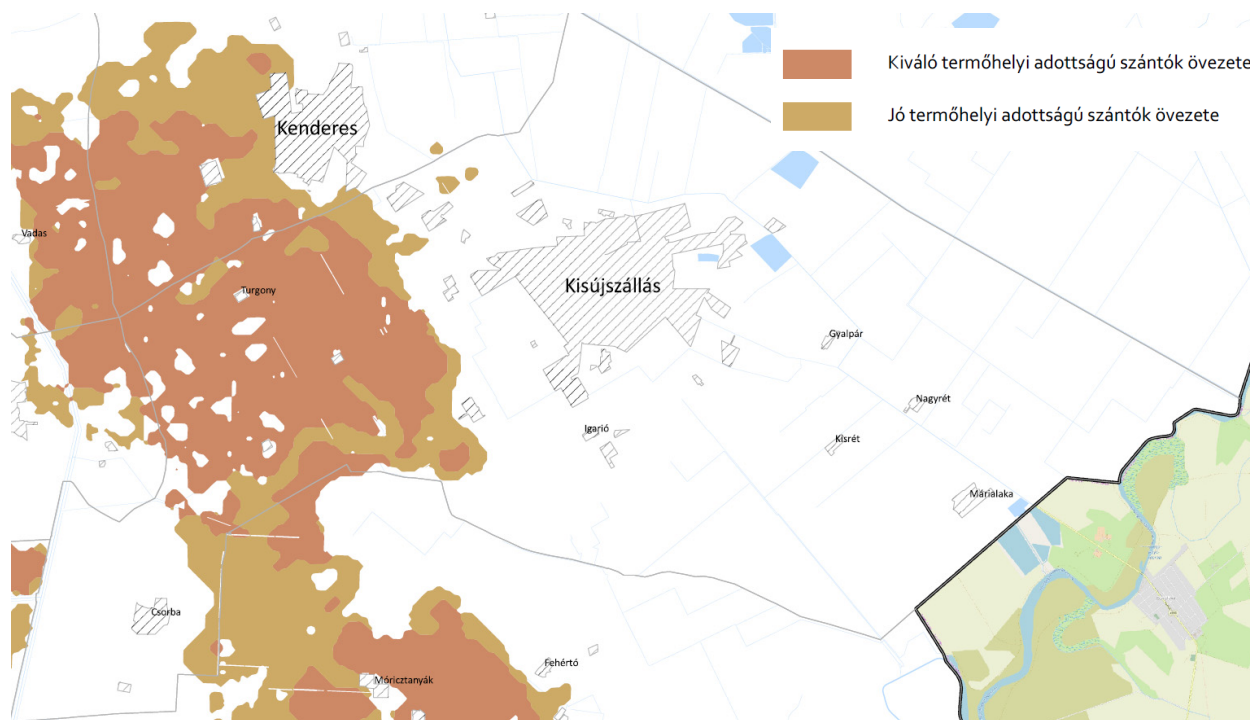 Kiváló termőhelyi adottságú szántók övezete
Jó termőhelyi adottságú szántók övezete
Kenderes
Vadas
Turgony
Kisújszállás
Gyalpár
Nagyrét
Igarió
Kisrét
Márialaka
Csorba
Fehértó
Móricztanyák